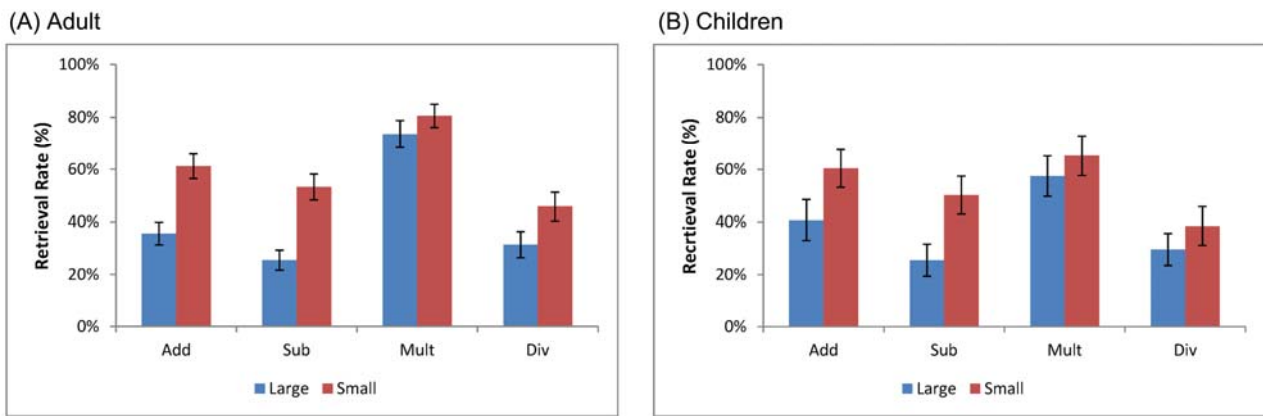 (A) Adult
100%
80%
60%
40%
20%
0%
Retrieval Rate (%)
Add Sub Mult Div
Large Small
(B) Children
100%
80%
60%
40%
20%
0%
Recrtieval Rate (%)
Add Sub Mult Div
Large Small